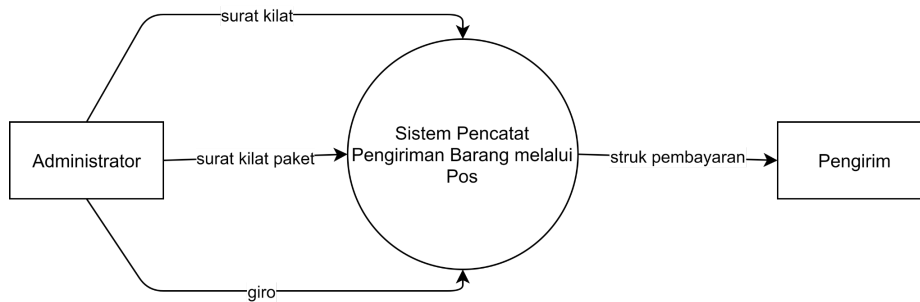 surat kilat
Administrator
surat kilat paket
Sistem Pencatat
Pengiriman Barang melalui
Pos
struk pembayaran
Pengirim
giro